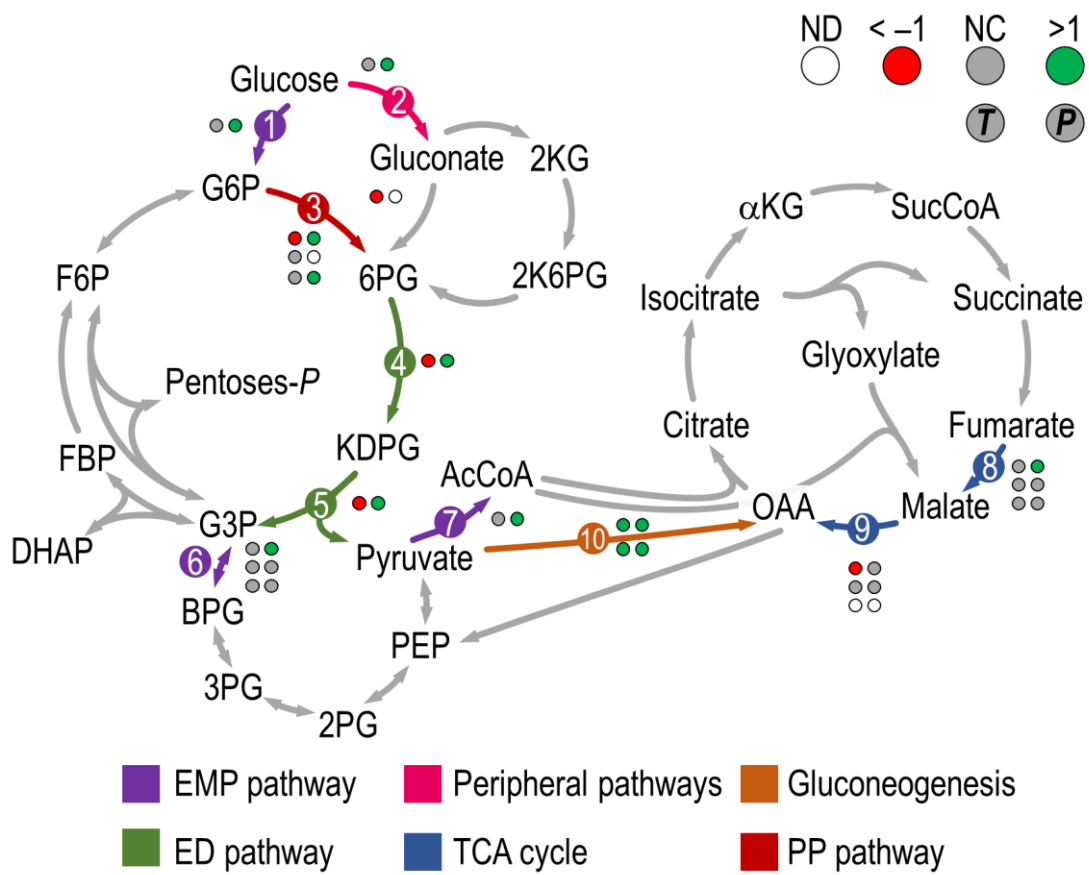 ND < –1 NC >1
T P
Glucose
2
1
Gluconate
2KG
G6P
3
αKG
SucCoA
F6P
6PG
2K6PG
Isocitrate
Succinate
4
Glyoxylate
Pentoses-P
KDPG
Citrate
Fumarate
FBP
8
AcCoA
5
G3P
7
OAA
Malate
DHAP
6
Pyruvate
10
9
BPG
PEP
3PG
2PG
EMP pathway
Peripheral pathways
Gluconeogenesis
ED pathway
TCA cycle
PP pathway